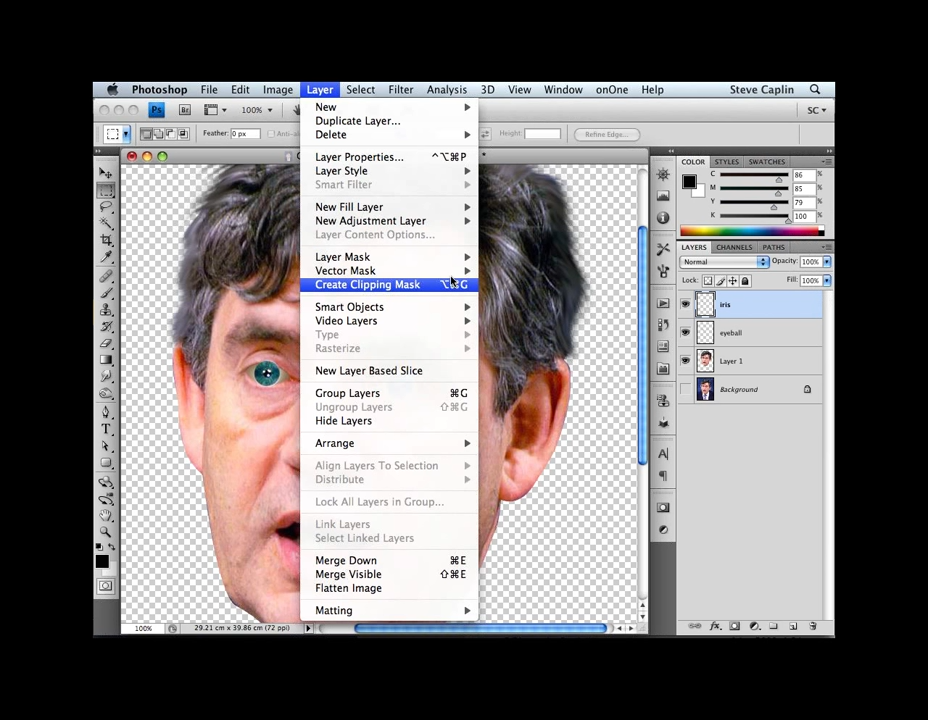 Photoshop File Edit Image Layer Select Filter Analysis 3D View Window onOne Help Steve Caplin
Ps Br 100% SC
Feather: 0 px Height: Refine Edge...
New
Duplicate Layer...
Delete
Layer Properties... ^⌥⌘P
Layer Style
Smart Filter
New Fill Layer
New Adjustment Layer
Layer Content Options...
Layer Mask
Vector Mask
Create Clipping Mask ⌥⌘G
Smart Objects
Video Layers
Type
Rasterize
New Layer Based Slice
Group Layers ⌘G
Ungroup Layers ⇧⌘G
Hide Layers
Arrange
Align Layers To Selection
Distribute
Lock All Layers in Group...
Link Layers
Select Linked Layers
Merge Down ⌘E
Merge Visible ⇧⌘E
Flatten Image
Matting
100% 29.21 cm x 39.86 cm (72 ppi)
COLOR STYLES SWATCHES
C 86 %
M 85 %
Y 79 %
K 100 %
LAYERS CHANNELS PATHS
Normal Opacity: 100%
Lock: Fill: 100%
iris
eyeball
Layer 1
Background
fx